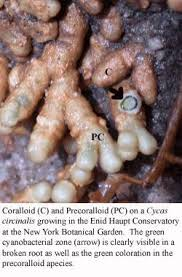 C
PC
Coralloid (C) and Precoralloid (PC) on a Cycas
circinalis growing in the Enid Haupt Conservatory
at the New York Botanical Garden. The green
cyanobacterial zone (arrow) is clearly visible in a
broken root as well as the green coloration in the
precoralloid apecies.